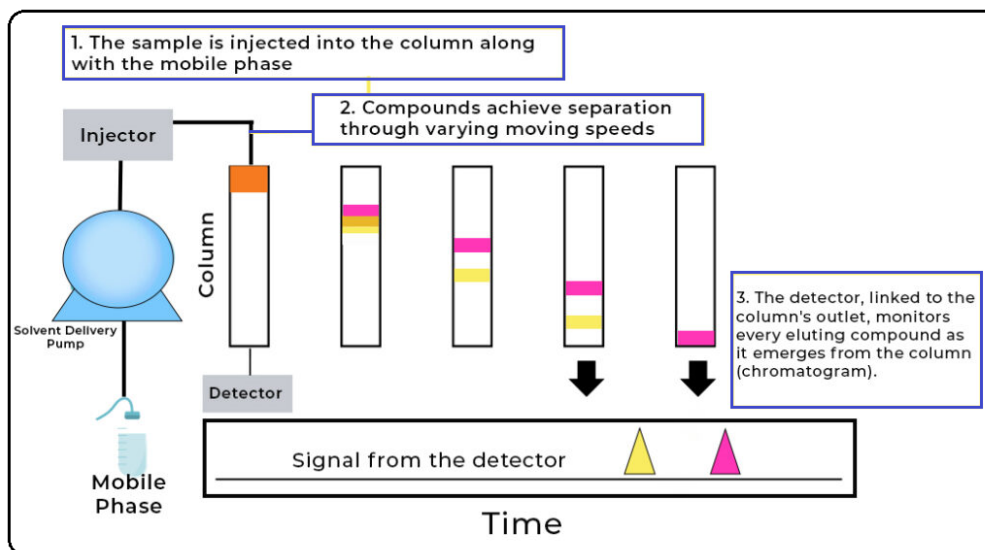 1. The sample is injected into the column along
with the mobile phase
2. Compounds achieve separation
through varying moving speeds
Injector
Column
Solvent Delivery
Pump
3. The detector, linked to the
column's outlet, monitors
every eluting compound as
it emerges from the column
(chromatogram).
Detector
Mobile
Phase
Signal from the detector
Time